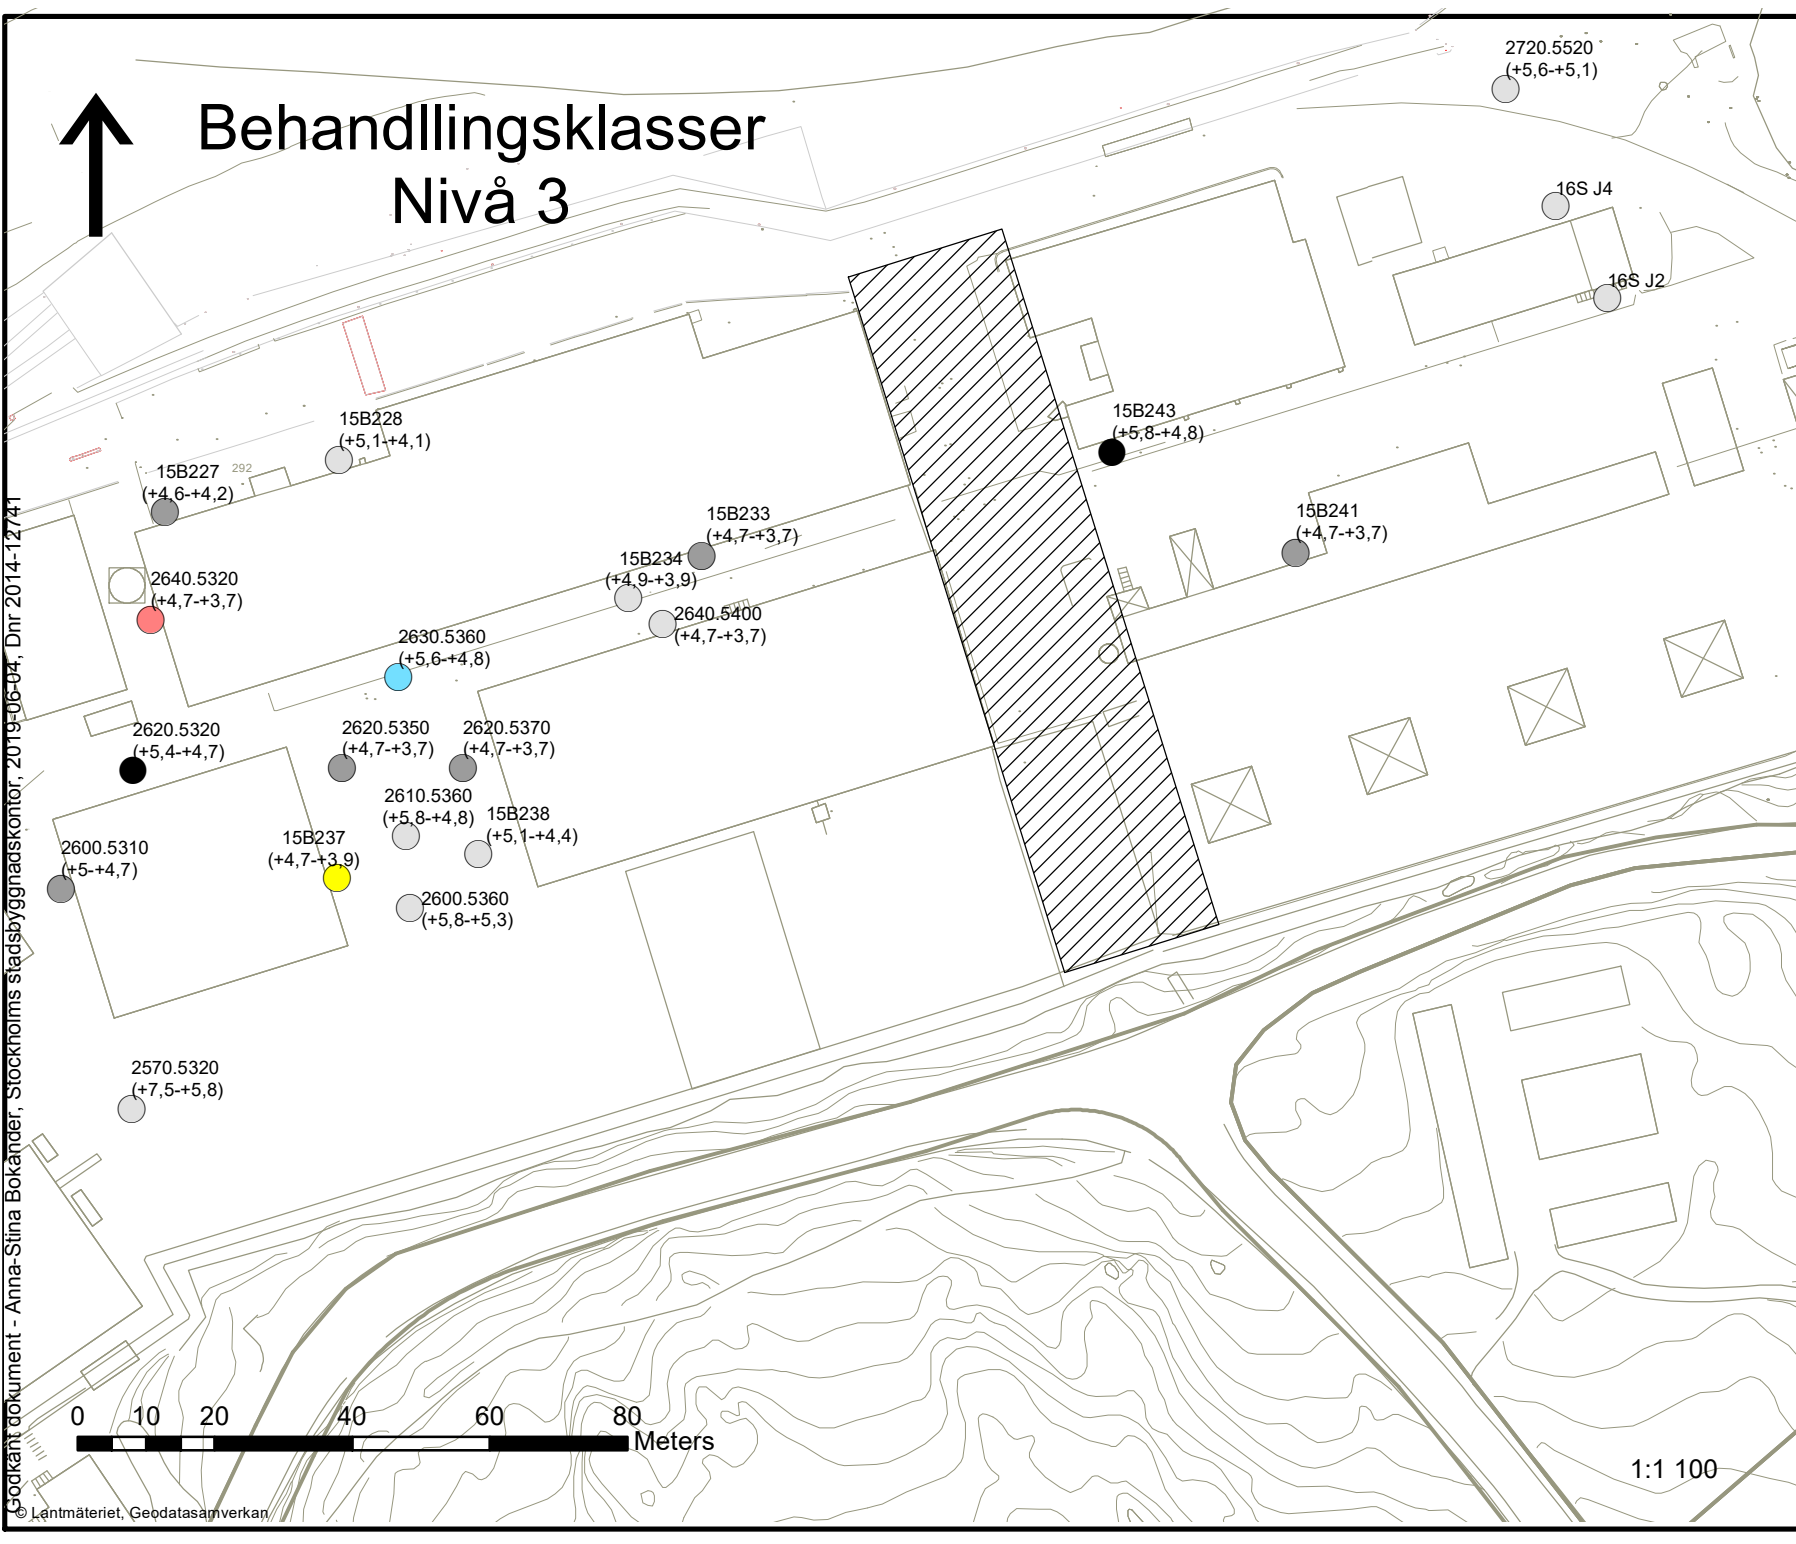 Behandllingsklasser
Nivå 3
2720.5520
(+5,6-+5,1)
16S J4
16S J2
15B228
(+5,1-+4,1)
15B243
(+5,8-+4,8)
15B227
(+4,6-+4,2)
292
15B233
(+4,7-+3,7)
15B241
(+4,7-+3,7)
15B234
(+4,9-+3,9)
2640.5320
(+4,7-+3,7)
2640.5400
(+4,7-+3,7)
2630.5360
(+5,6-+4,8)
2620.5320
(+5,4-+4,7)
2620.5350
(+4,7-+3,7)
2620.5370
(+4,7-+3,7)
2610.5360
(+5,8-+4,8)
15B238
(+5,1-+4,4)
15B237
(+4,7-+3,9)
2600.5310
(+5-+4,7)
2600.5360
(+5,8-+5,3)
2570.5320
(+7,5-+5,8)
0 10 20 40 60 80
Meters
1:1 100
© Lantmäteriet, Geodatasamverkan
Godkänt dokument - Anna-Stina Bokander, Stockholms stadsbyggnadskontor, 2019-06-04, Dnr 2014-12741